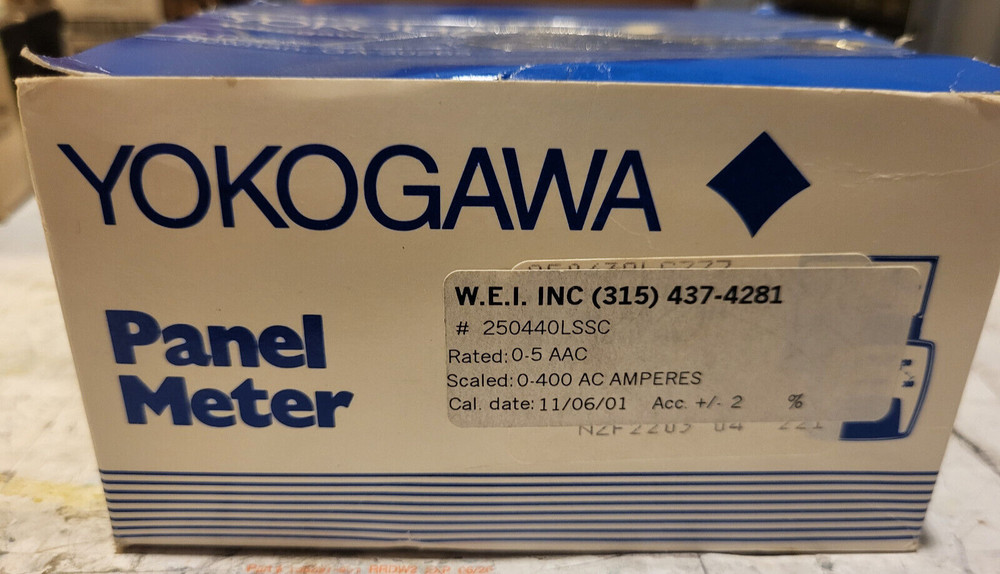 YOKOGAWA
Panel
Meter
W.E.I. INC (315) 437-4281
# 250440LSSC
Rated: 0-5 AAC
Scaled: 0-400 AC AMPERES
Cal. date: 11/06/01 Acc. +/- 2 %